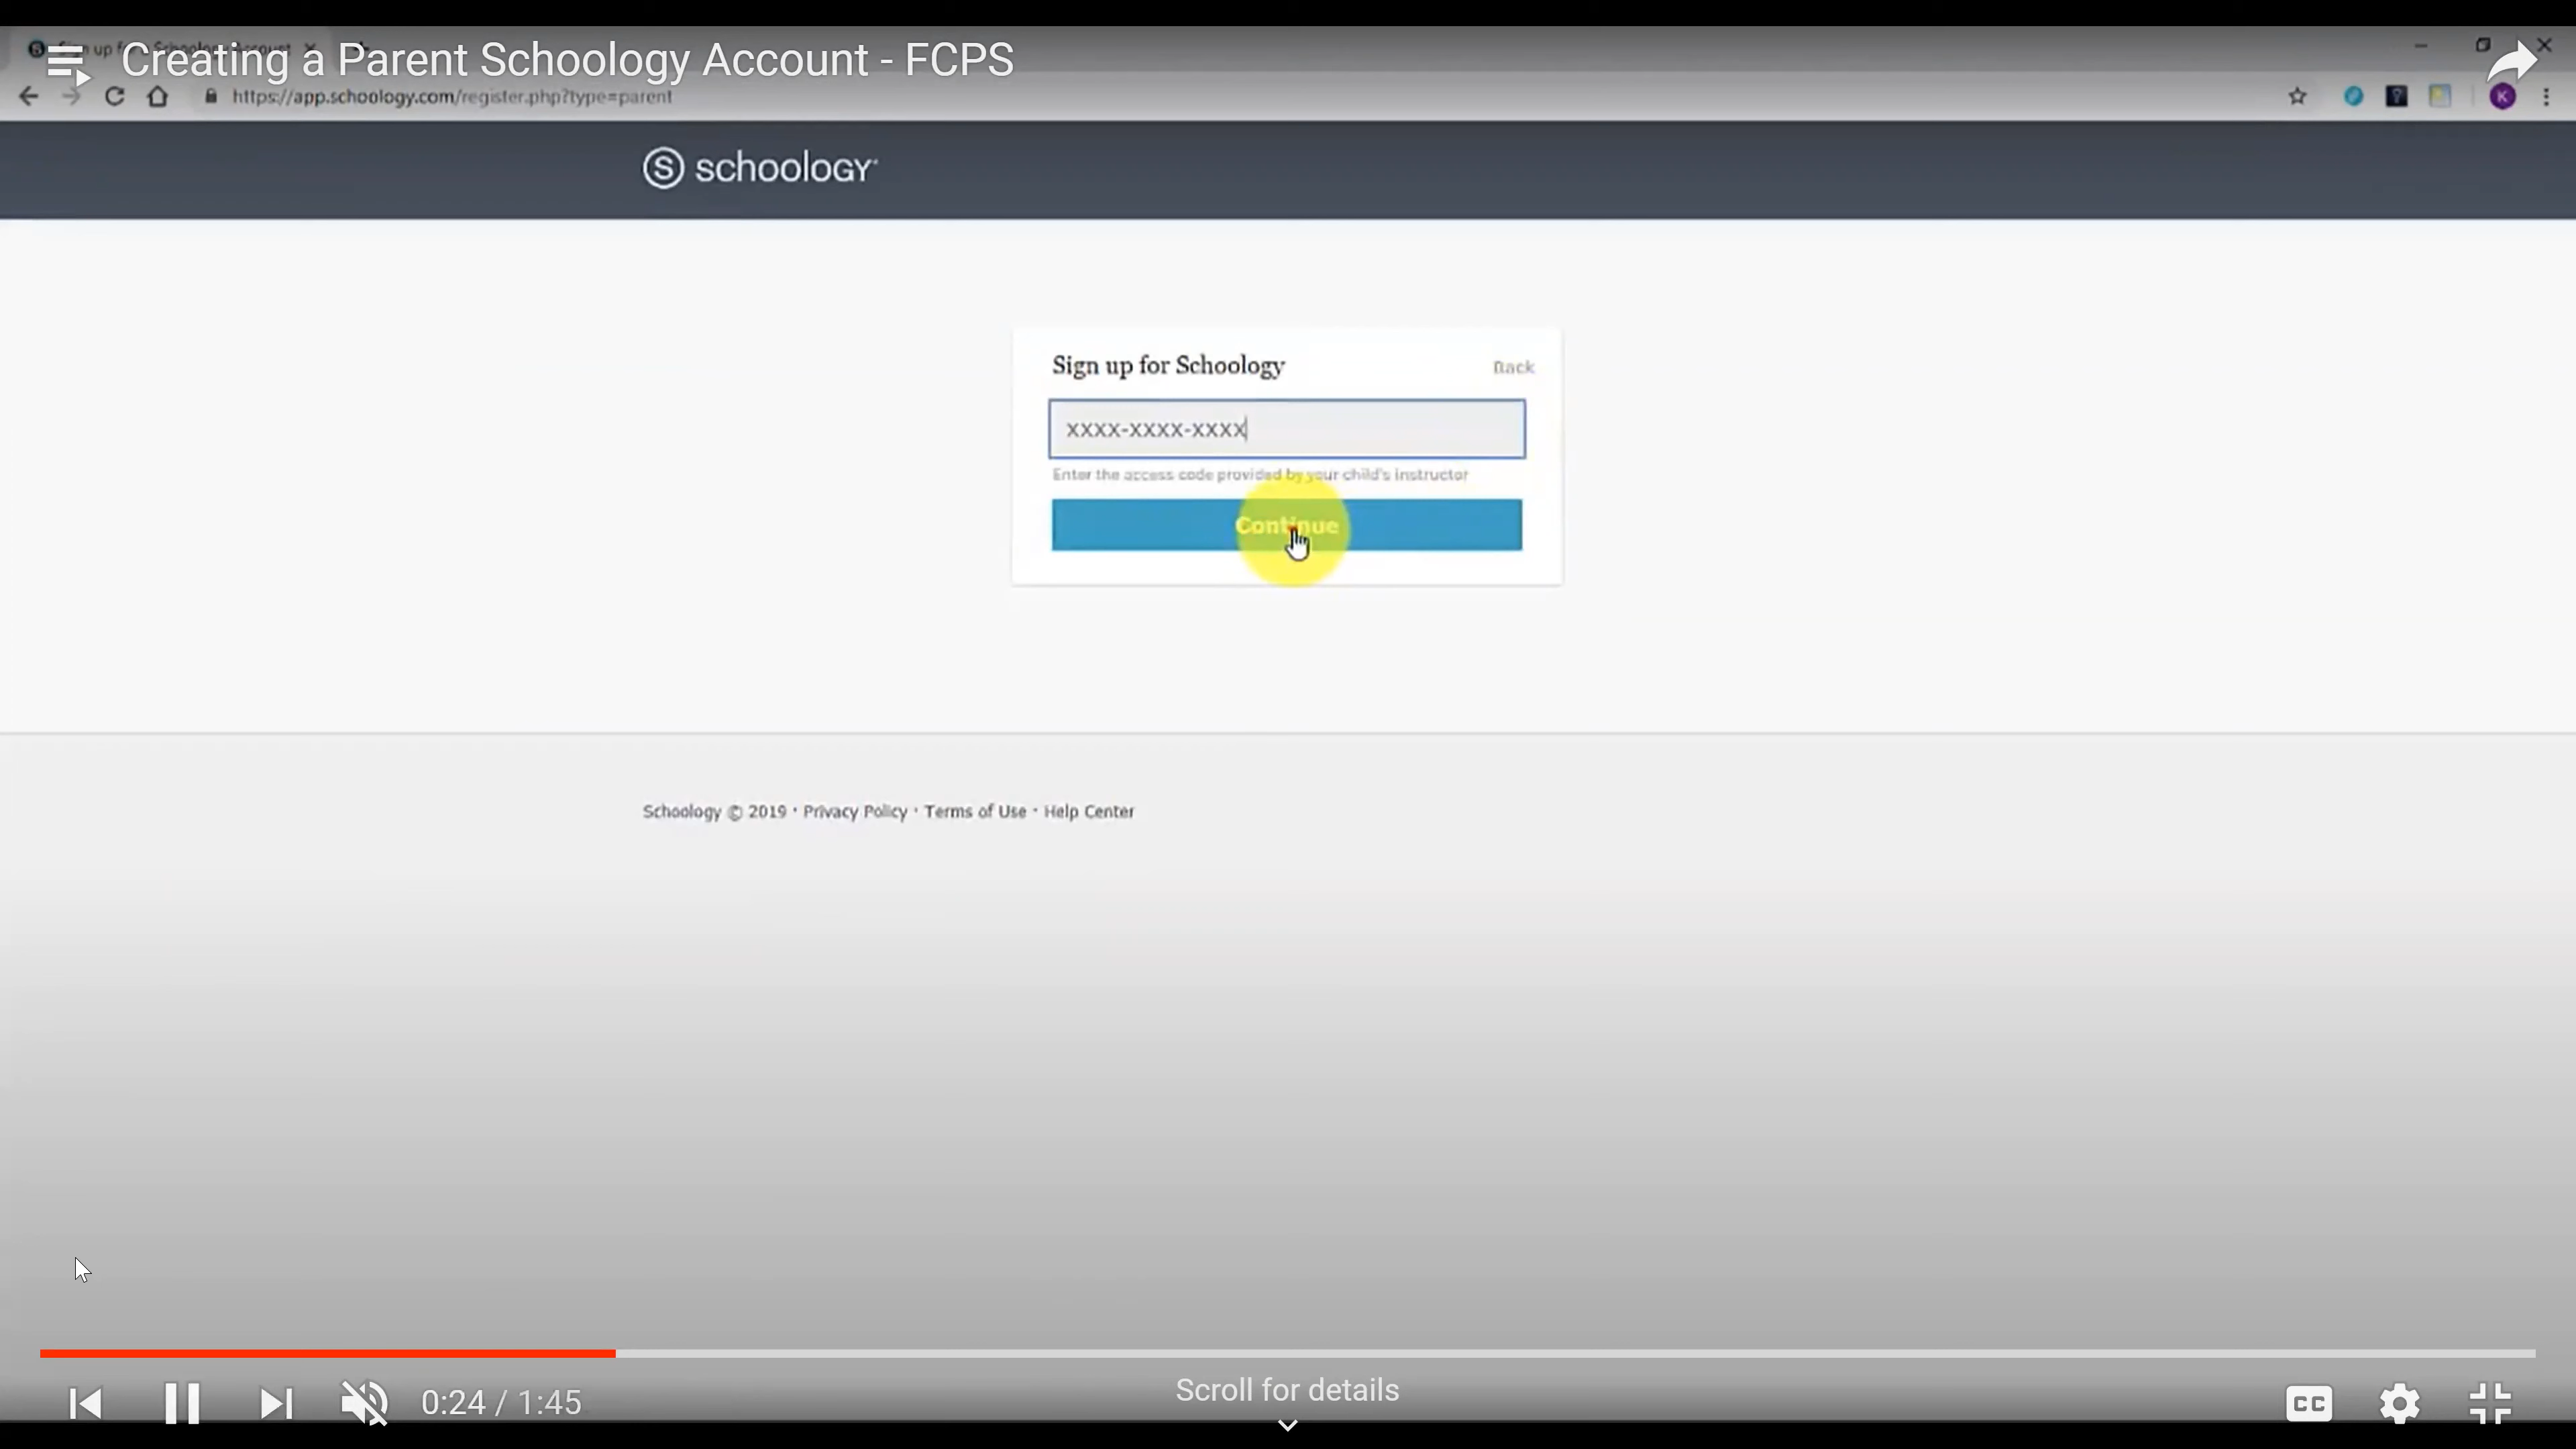 Creating a Parent Schoology Account - FCPS
https://app.schoology.com/register.php?type=parent
K
S schoology
Sign up for Schoology
Back
xxxx-xxxx-xxxx
Enter the access code provided by your child's instructor
Continue
Schoology © 2019 · Privacy Policy · Terms of Use · Help Center
Scroll for details
0:24 / 1:45
CC